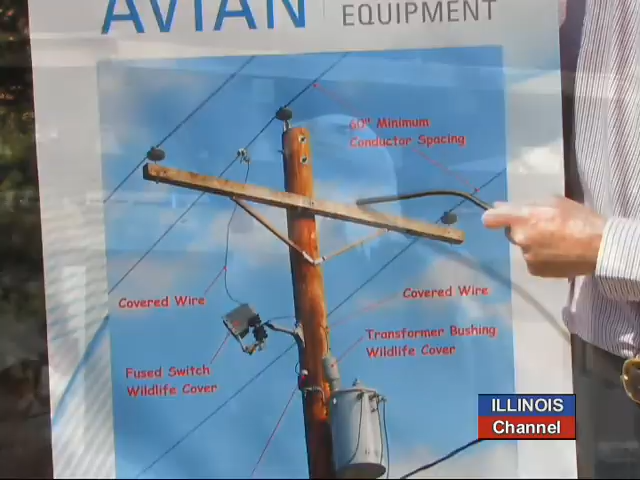 AVIAN
EQUIPMENT
60" Minimum
Conductor Spacing
Covered Wire
Covered Wire
Transformer Bushing
Wildlife Cover
Fused Switch
Wildlife Cover
ILLINOIS
Channel